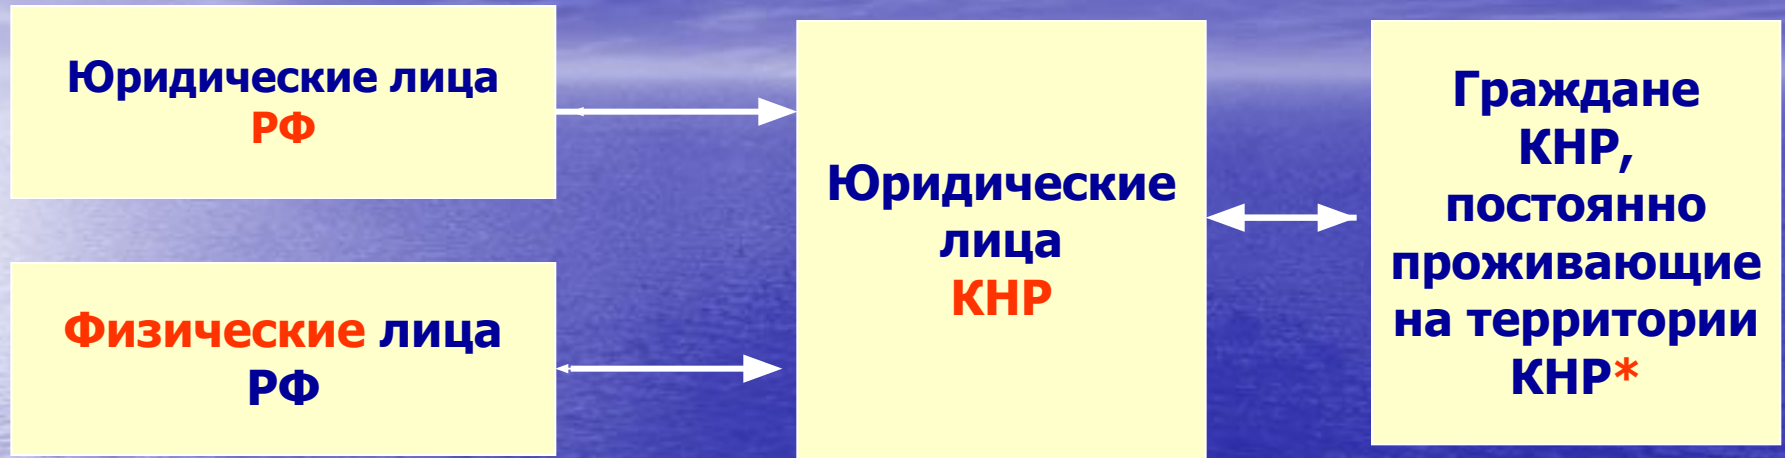 Юридические лица
РФ
Физические лица
РФ
Юридические
лица
КНР
Граждане
КНР,
постоянно
проживающие
на территории
КНР*